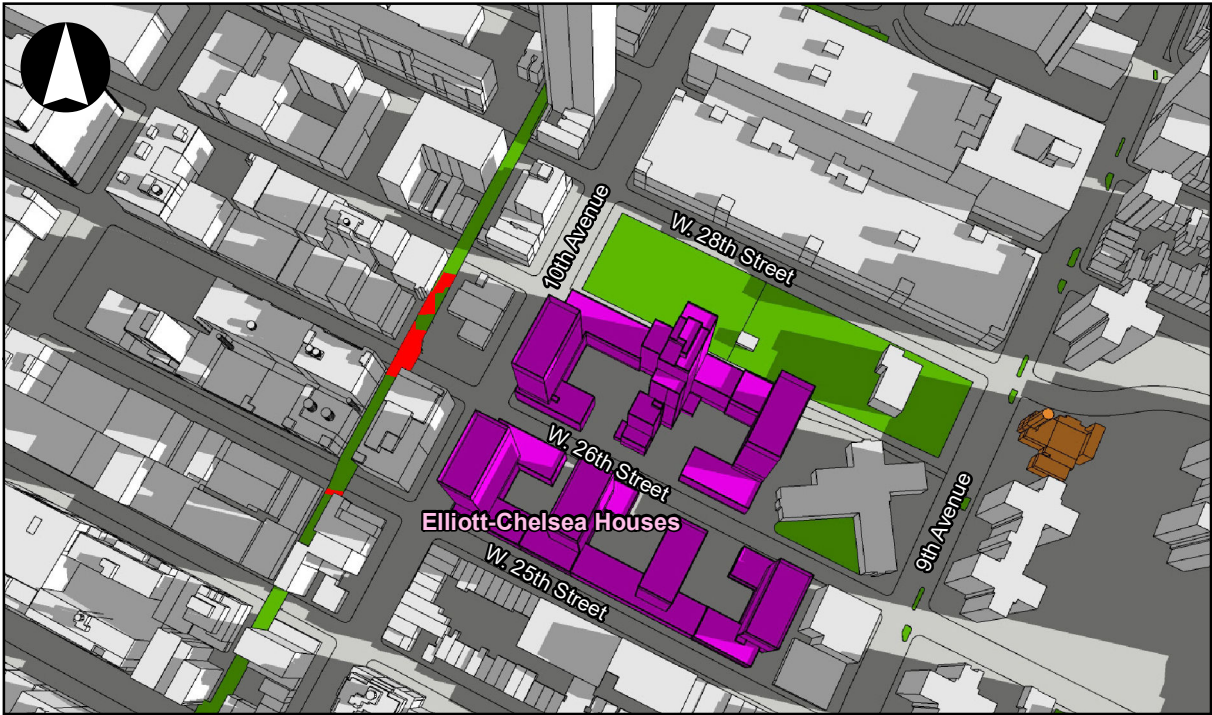 W. 28th Street
10th Avenue
W. 26th Street
Elliott-Chelsea Houses
9th Avenue
W. 25th Street